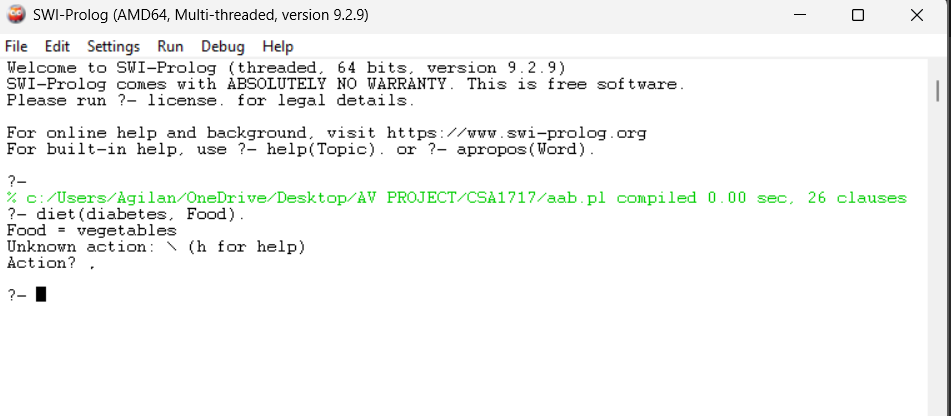 SWI-Prolog (AMD64, Multi-threaded, version 9.2.9)
File Edit Settings Run Debug Help
Welcome to SWI-Prolog (threaded, 64 bits, version 9.2.9)
SWI-Prolog comes with ABSOLUTELY NO WARRANTY. This is free software.
Please run ?- license. for legal details.
For online help and background, visit https://www.swi-prolog.org
For built-in help, use ?- help(Topic). or ?- apropos(Word).
?-
% c:/Users/Agilan/OneDrive/Desktop/AV PROJECT/CSA1717/aab.pl compiled 0.00 sec, 26 clauses
?- diet(diabetes, Food).
Food = vegetables
Unknown action: \ (h for help)
Action? ,
?-